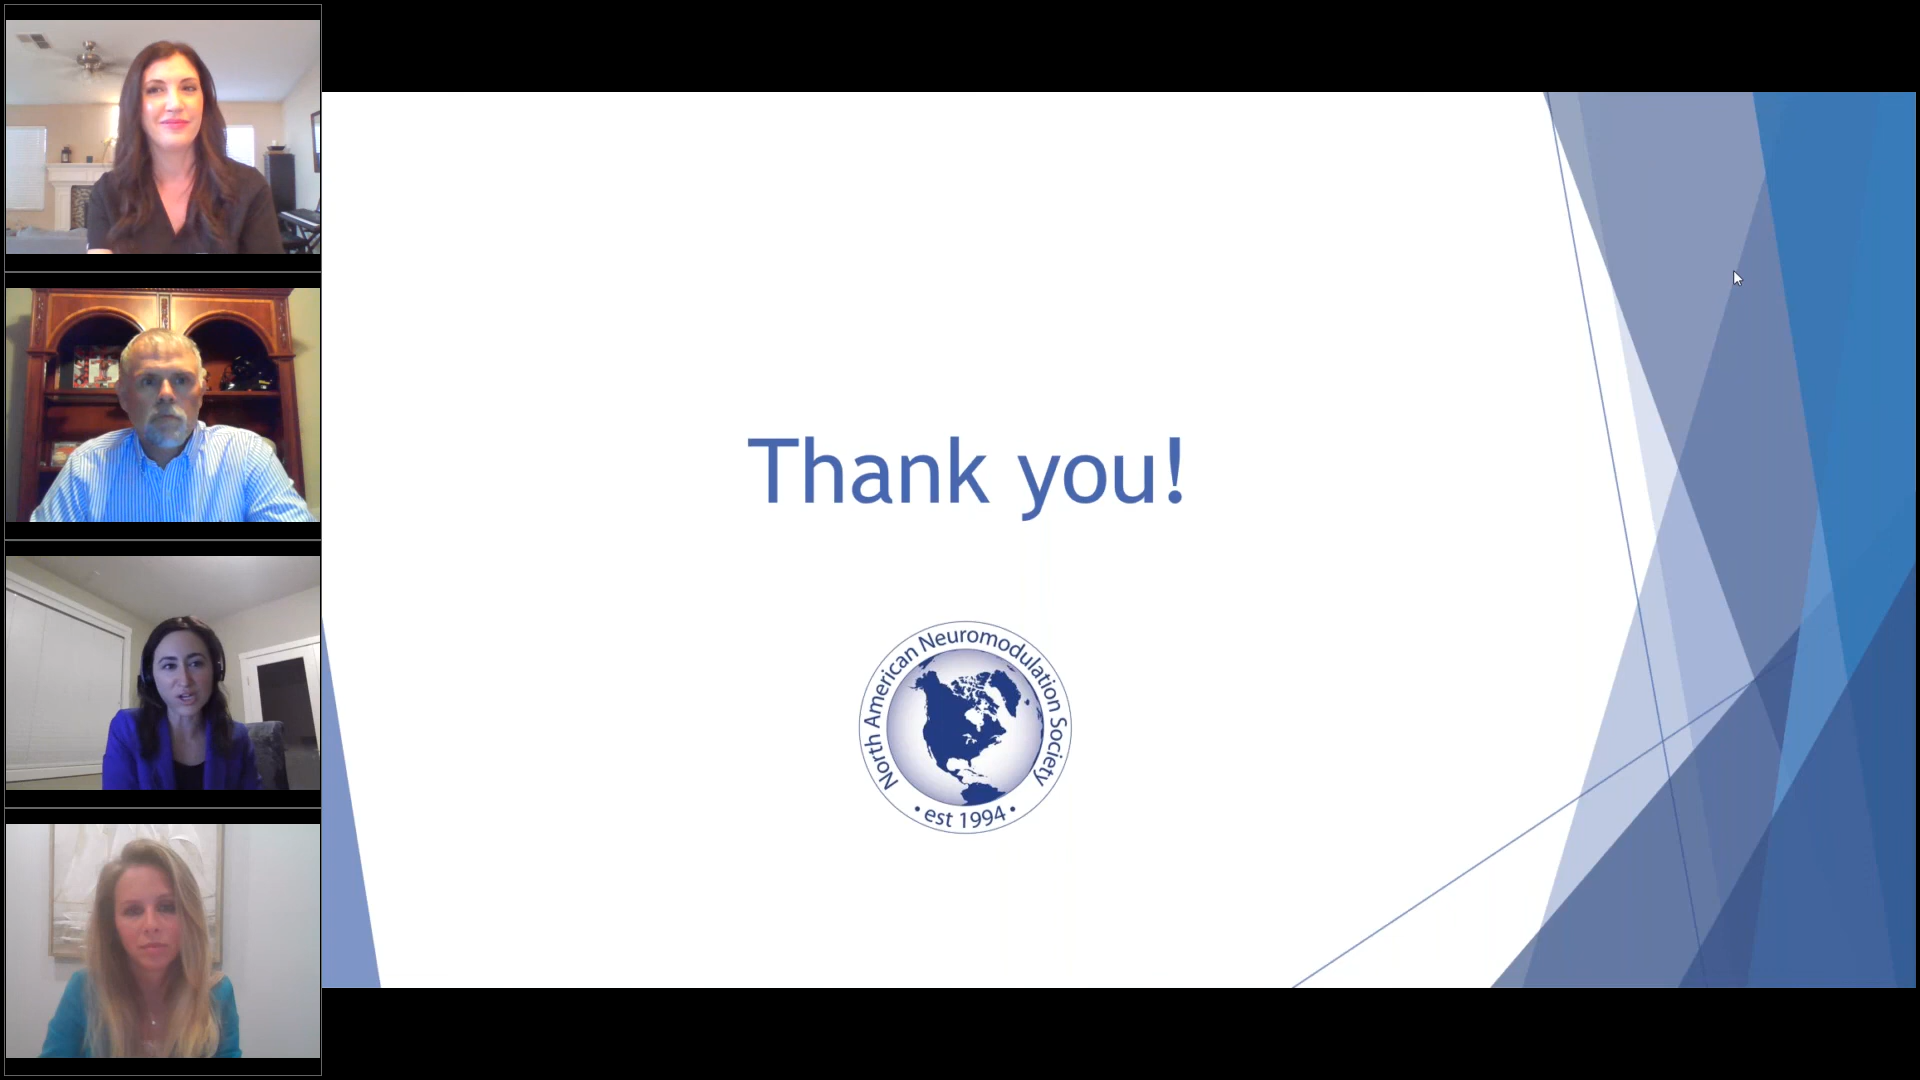 Thank you!
North American Neuromodulation Society
• est 1994 •